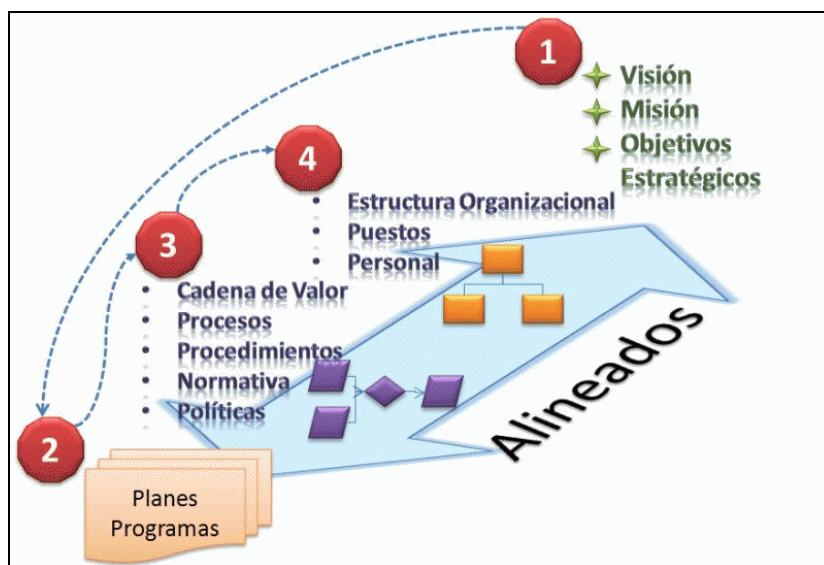 1
Visión
Misión
Objetivos
Estratégicos
4
Estructura Organizacional
Puestos
Personal
3
Cadena de Valor
Procesos
Procedimientos
Normativa
Políticas
2
Planes
Programas
Alineados